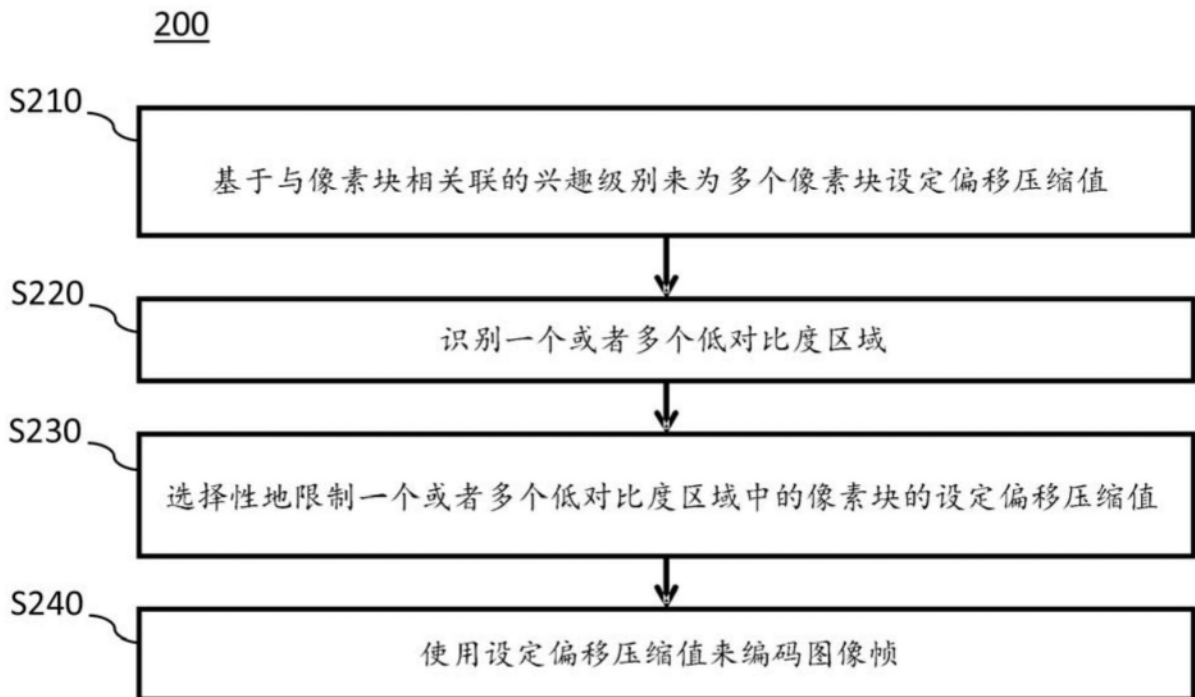 200
S210
基于与像素块相关联的兴趣级别来为多个像素块设定偏移压缩值
S220
识别一个或者多个低对比度区域
S230
选择性地限制一个或者多个低对比度区域中的像素块的设定偏移压缩值
S240
使用设定偏移压缩值来编码图像帧